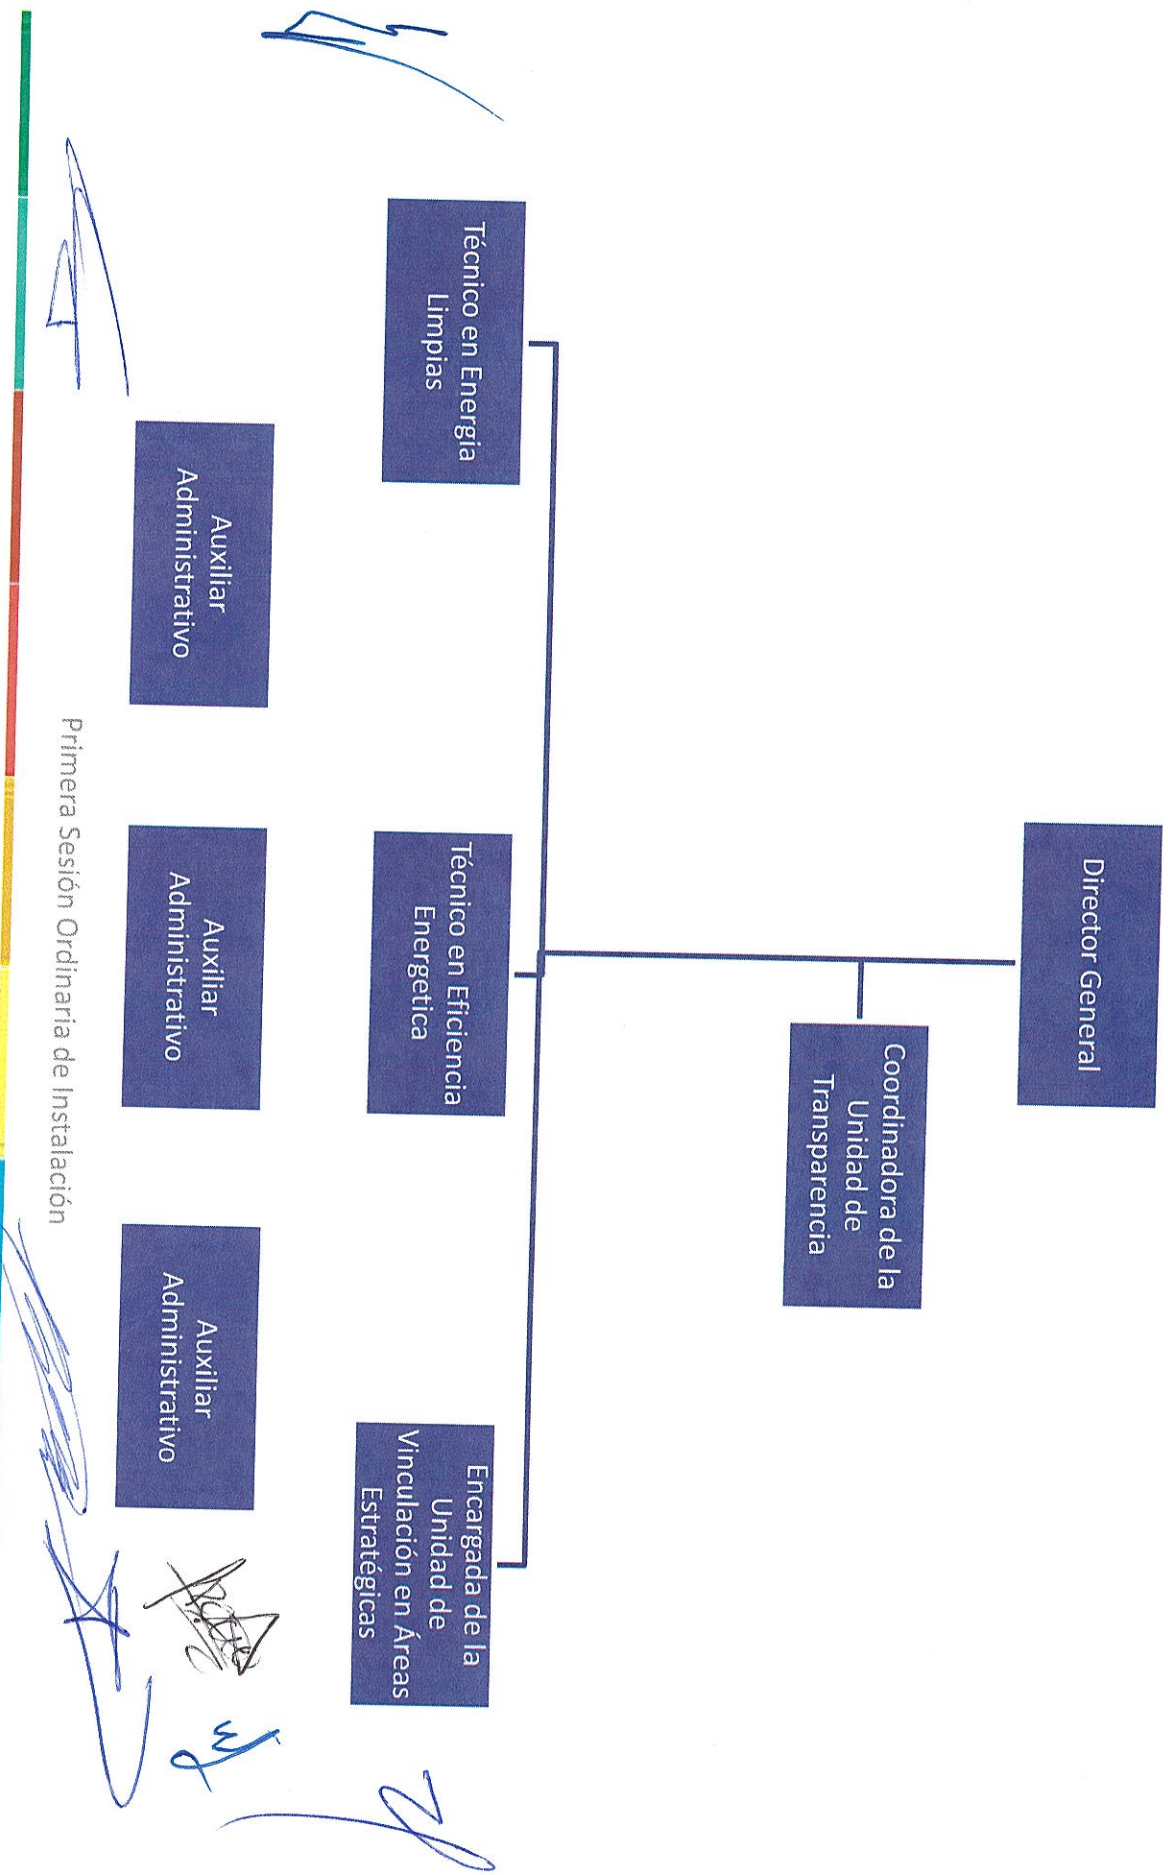 Director General
Coordinadora de la
Unidad de
Transparencia
Técnico en Energia
Limpias
Técnico en Eficiencia
Energetica
Encargada de la
Unidad de
Vinculación en Áreas
Estratégicas
Auxiliar
Administrativo
Auxiliar
Administrativo
Auxiliar
Administrativo
Primera Sesión Ordinaria de Instalación